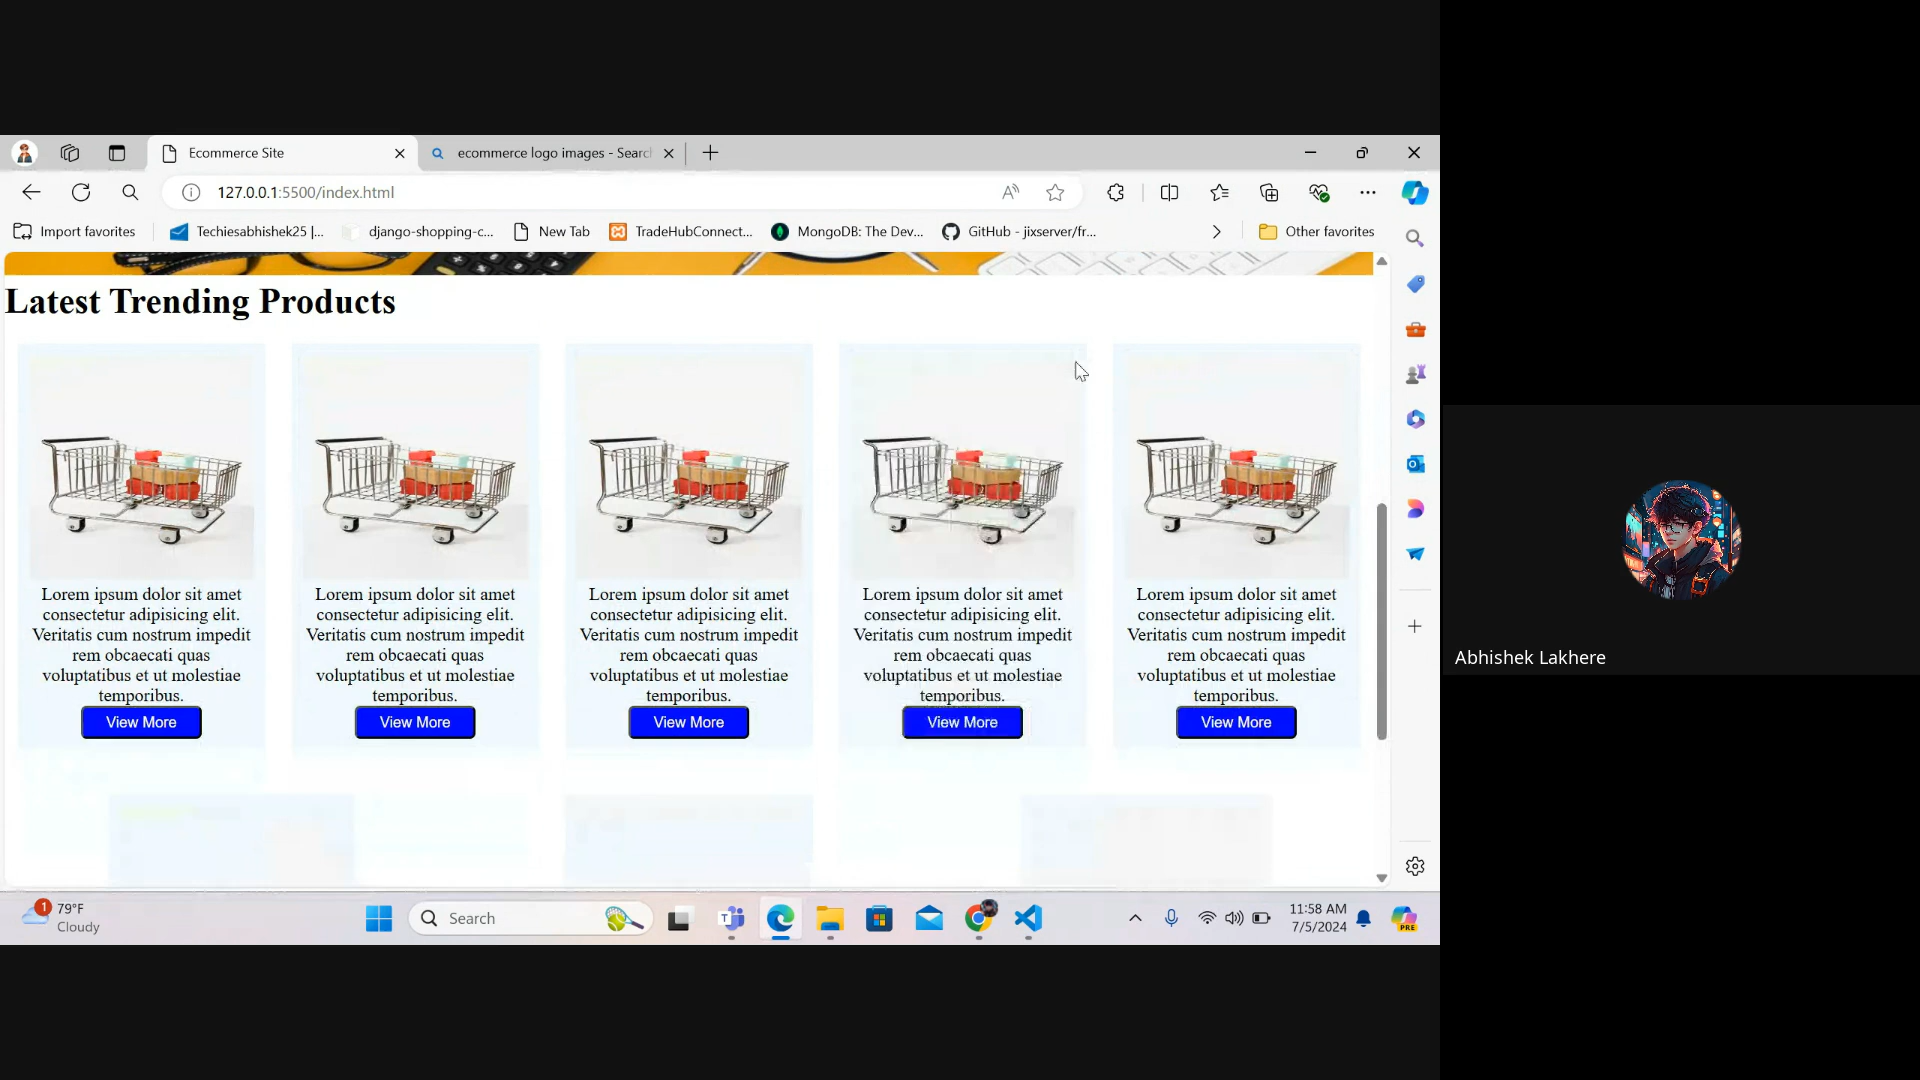 Ecommerce Site
ecommerce logo images - Searc
127.0.0.1:5500/index.html
Import favorites
Techiesabhishek25 |...
django-shopping-c...
New Tab
TradeHubConnect...
MongoDB: The Dev...
GitHub - jixserver/fr...
Other favorites
Latest Trending Products
Lorem ipsum dolor sit amet
consectetur adipisicing elit.
Veritatis cum nostrum impedit
rem obcaecati quas
voluptatibus et ut molestiae
temporibus.
View More
Lorem ipsum dolor sit amet
consectetur adipisicing elit.
Veritatis cum nostrum impedit
rem obcaecati quas
voluptatibus et ut molestiae
temporibus.
View More
Lorem ipsum dolor sit amet
consectetur adipisicing elit.
Veritatis cum nostrum impedit
rem obcaecati quas
voluptatibus et ut molestiae
temporibus.
View More
Lorem ipsum dolor sit amet
consectetur adipisicing elit.
Veritatis cum nostrum impedit
rem obcaecati quas
voluptatibus et ut molestiae
temporibus.
View More
Lorem ipsum dolor sit amet
consectetur adipisicing elit.
Veritatis cum nostrum impedit
rem obcaecati quas
voluptatibus et ut molestiae
temporibus.
View More
Abhishek Lakhere
1
79°F
Cloudy
Search
11:58 AM
7/5/2024
PRE